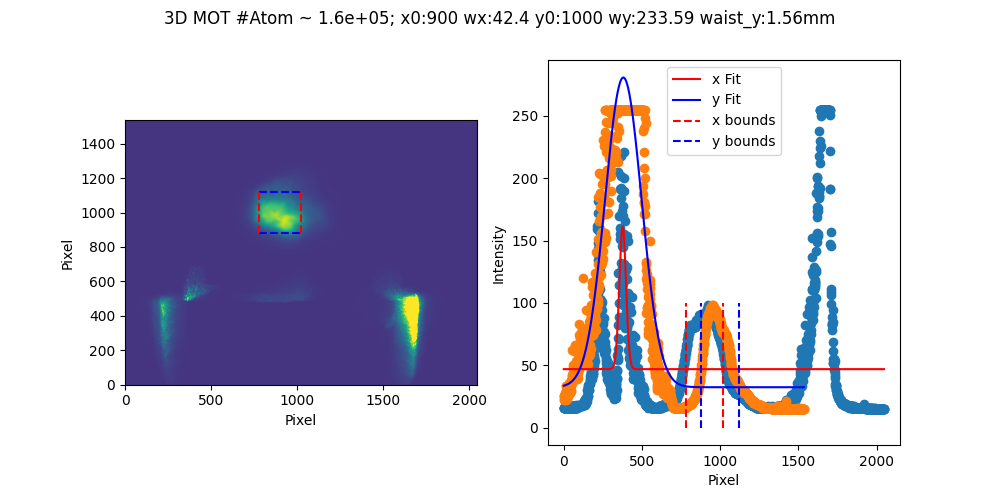 3D MOT #Atom ~ 1.6e+05; x0:900 wx:42.4 y0:1000 wy:233.59 waist_y:1.56mm
1400
1200
1000
800
600
400
200
0
Pixel
0 500 1000 1500 2000
Pixel
250
200
150
100
50
0
Intensity
x Fit
y Fit
x bounds
y bounds
0 500 1000 1500 2000
Pixel